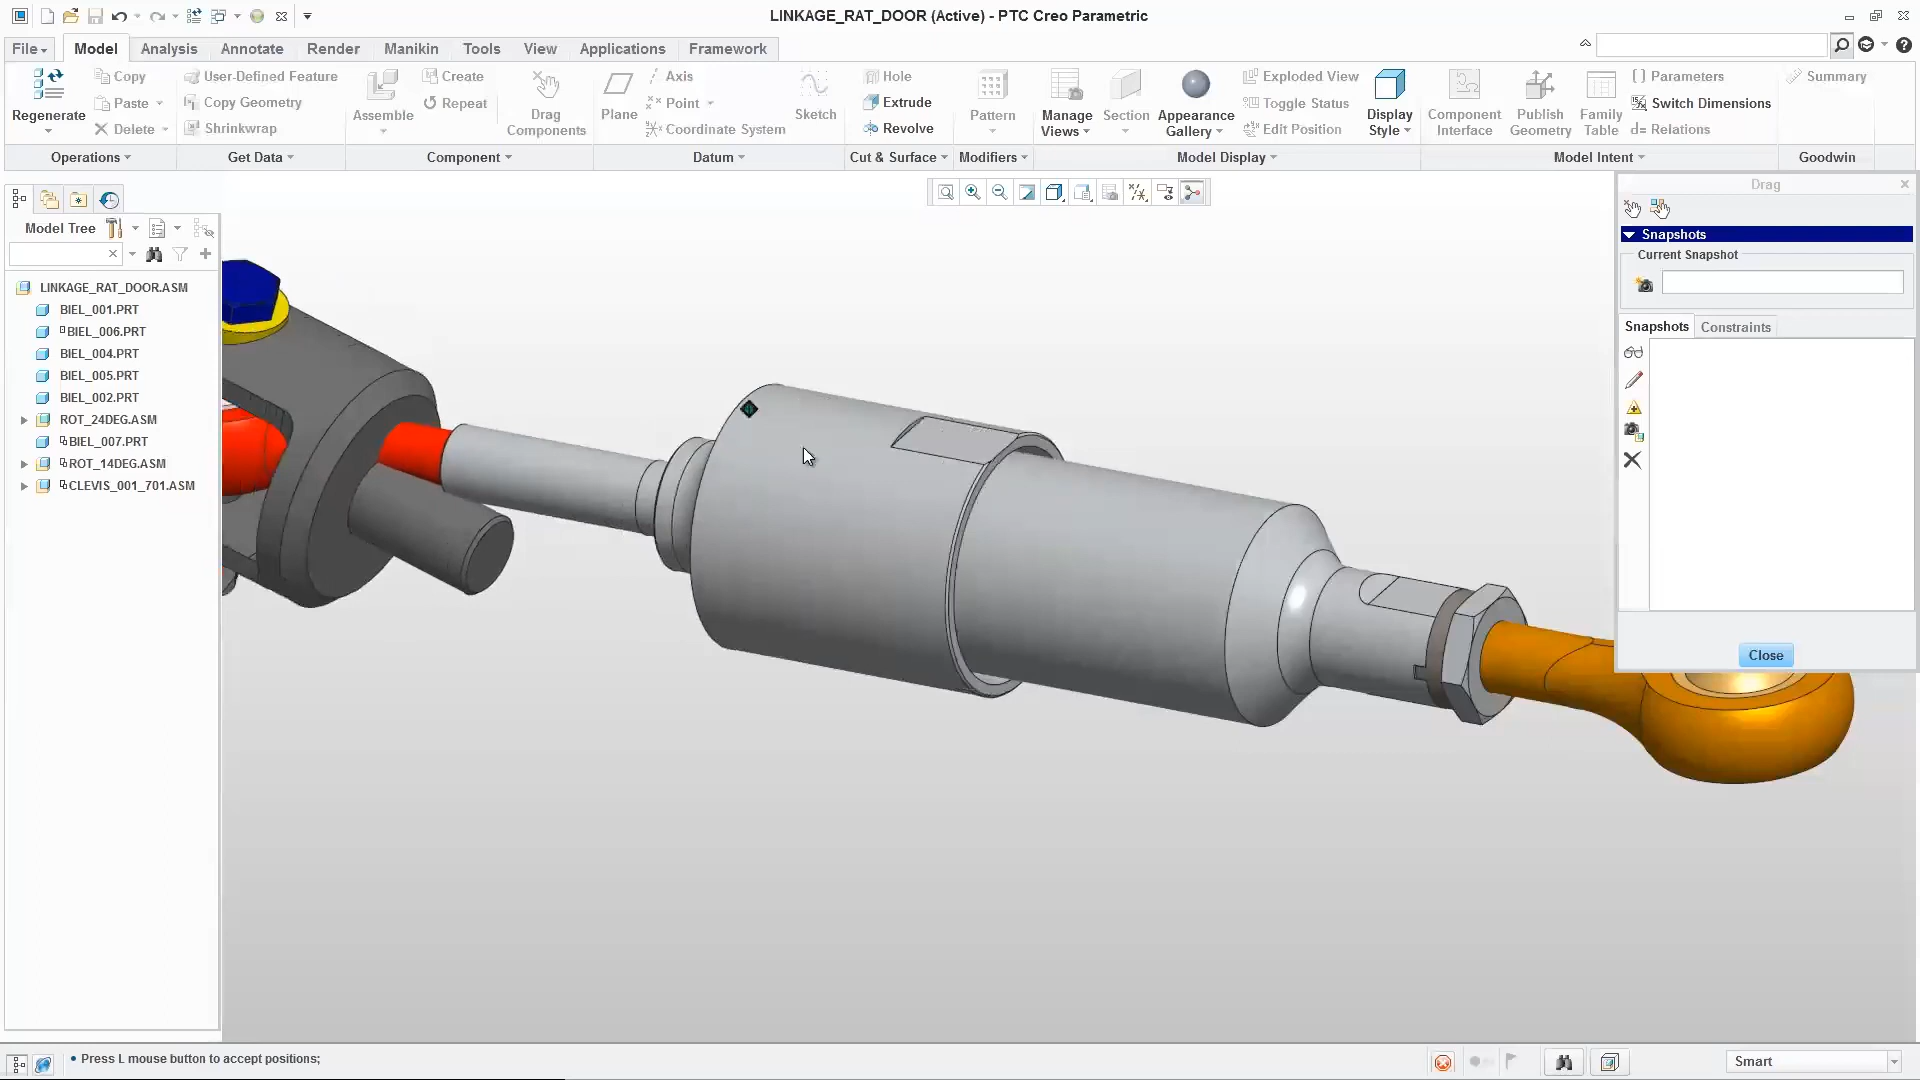 LINKAGE_RAT_DOOR (Active) - PTC Creo Parametric
File
Model
Analysis
Annotate
Render
Manikin
Tools
View
Applications
Framework
Regenerate
Copy
Paste
Delete
User-Defined Feature
Copy Geometry
Shrinkwrap
Assemble
Create
Repeat
Drag
Components
Plane
Axis
Point
Coordinate System
Sketch
Hole
Extrude
Revolve
Pattern
Manage
Views
Section
Appearance
Gallery
Exploded View
Toggle Status
Edit Position
Display
Style
Component
Interface
Publish
Geometry
Family
Table
Parameters
Switch Dimensions
d= Relations
Summary
Operations
Get Data
Component
Datum
Cut & Surface
Modifiers
Model Display
Model Intent
Goodwin
Model Tree
LINKAGE_RAT_DOOR.ASM
BIEL_001.PRT
BIEL_006.PRT
BIEL_004.PRT
BIEL_005.PRT
BIEL_002.PRT
ROT_24DEG.ASM
BIEL_007.PRT
ROT_14DEG.ASM
CLEVIS_001_701.ASM
Drag
Snapshots
Current Snapshot
Snapshots
Constraints
Close
Press L mouse button to accept positions;
Smart